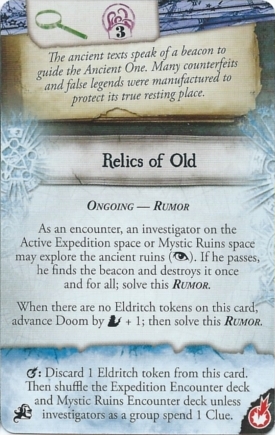 3
The ancient texts speak of a beacon to
guide the Ancient One. Many counterfeits
and false legends were manufactured to
protect its true resting place.
Relics of Old
Ongoing — Rumor
As an encounter, an investigator on the
Active Expedition space or Mystic Ruins space
may explore the ancient ruins (). If he passes,
he finds the beacon and destroys it once
and for all; solve this Rumor.
When there are no Eldritch tokens on this card,
advance Doom by + 1; then solve this Rumor.
: Discard 1 Eldritch token from this card.
Then shuffle the Expedition Encounter deck
and Mystic Ruins Encounter deck unless
investigators as a group spend 1 Clue.